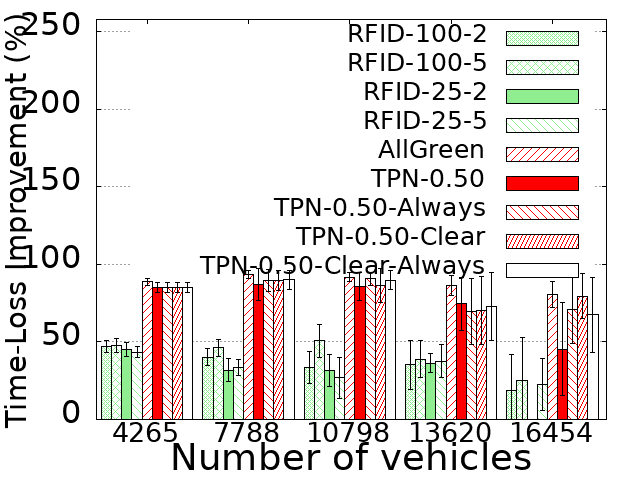 Time-Loss Improvement (%)
250
200
150
100
50
0
RFID-100-2
RFID-100-5
RFID-25-2
RFID-25-5
AllGreen
TPN-0.50
TPN-0.50-Always
TPN-0.50-Clear
TPN-0.50-Clear-Always
4265 7788 10798 13620 16454
Number of vehicles